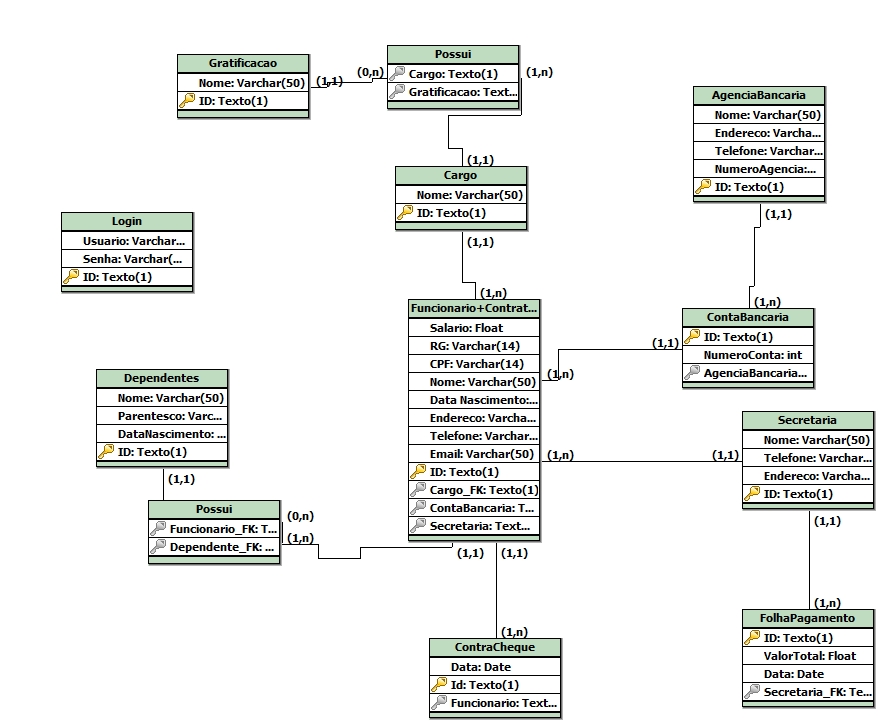 Gratificacao
Nome: Varchar(50)
ID: Texto(1)
(1,1)
(0,n)
Possui
Cargo: Texto(1)
Gratificacao: Text...
(1,n)
(1,1)
Cargo
Nome: Varchar(50)
ID: Texto(1)
(1,1)
(1,n)
AgenciaBancaria
Nome: Varchar(50)
Endereco: Varcha...
Telefone: Varchar...
NumeroAgencia:...
ID: Texto(1)
(1,1)
(1,n)
Login
Usuario: Varchar...
Senha: Varchar(...
ID: Texto(1)
Funcionario+Contrat...
Salario: Float
RG: Varchar(14)
CPF: Varchar(14)
Nome: Varchar(50)
Data Nascimento:...
Endereco: Varcha...
Telefone: Varchar...
Email: Varchar(50)
ID: Texto(1)
Cargo_FK: Texto(1)
ContaBancaria: T...
Secretaria: Text...
(1,1)
(1,n)
ContaBancaria
ID: Texto(1)
NumeroConta: int
AgenciaBancaria...
Dependentes
Nome: Varchar(50)
Parentesco: Varc...
DataNascimento: ...
ID: Texto(1)
(1,1)
Possui
Funcionario_FK: T...
Dependente_FK: ...
(0,n)
(1,n)
(1,n)
(1,1)
Secretaria
Nome: Varchar(50)
Telefone: Varchar...
Endereco: Varcha...
ID: Texto(1)
(1,1)
(1,n)
(1,1)
(1,1)
(1,n)
ContraCheque
Data: Date
Id: Texto(1)
Funcionario: Text...
FolhaPagamento
ID: Texto(1)
ValorTotal: Float
Data: Date
Secretaria_FK: Te...